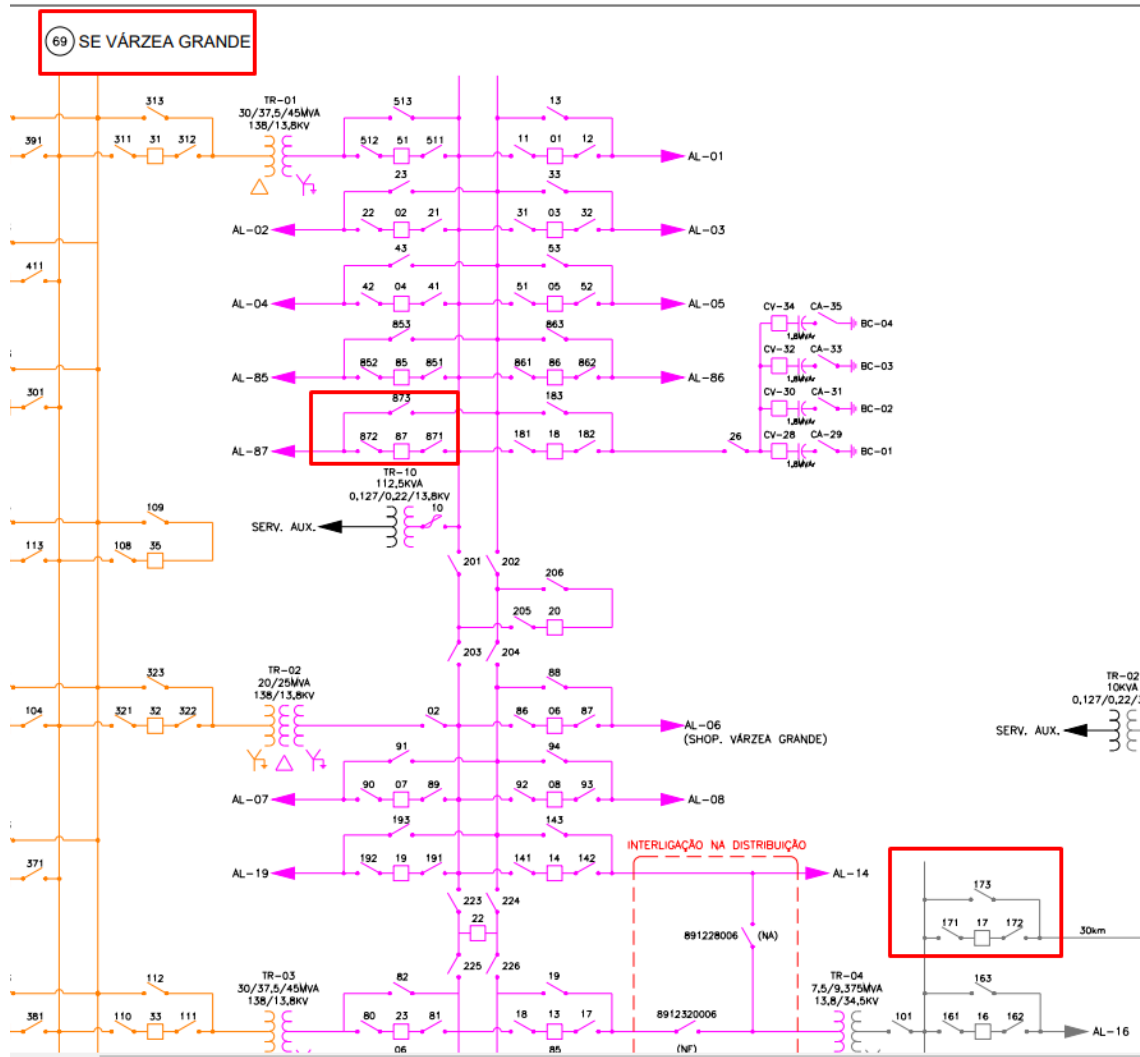 69 SE VÁRZEA GRANDE
313
TR-01
30/37,5/45MVA
138/13,8KV
513
13
391
311 31 312
512 51 511
11 01 12
AL-01
23
33
AL-02
22 02 21
31 03 32
AL-03
43
53
411
AL-04
42 04 41
51 05 52
AL-05
CV-34 CA-35
BC-04
1,8MVAr
853
863
CV-32 CA-33
BC-03
1,8MVAr
AL-85
852 85 851
861 86 862
AL-86
301
873
183
CV-30 CA-31
BC-02
1,8MVAr
AL-87
872 87 871
181 18 182
26
CV-28 CA-29
BC-01
1,8MVAr
TR-10
112,5KVA
0,127/0,22/13,8KV
10
109
SERV. AUX.
113
108 35
201 202
206
205 20
203 204
323
TR-02
20/25MVA
138/13,8KV
88
TR-02
10KVA
0,127/0,22/
104
321 32 322
02
86 06 87
AL-06
(SHOP. VÁRZEA GRANDE)
SERV. AUX.
91
94
AL-07
90 07 89
92 08 93
AL-08
193
143
INTERLIGAÇÃO NA DISTRIBUIÇÃO
371
AL-19
192 19 191
141 14 142
AL-14
173
223 224
22
891228006 (NA)
171 17 172
30km
225 226
112
TR-03
30/37,5/45MVA
138/13,8KV
82
19
TR-04
7,5/9,375MVA
13,8/34,5KV
163
381
110 33 111
80 23 81
18 13 17
8912320006
101
161 16 162
AL-16
06
85
(NF)